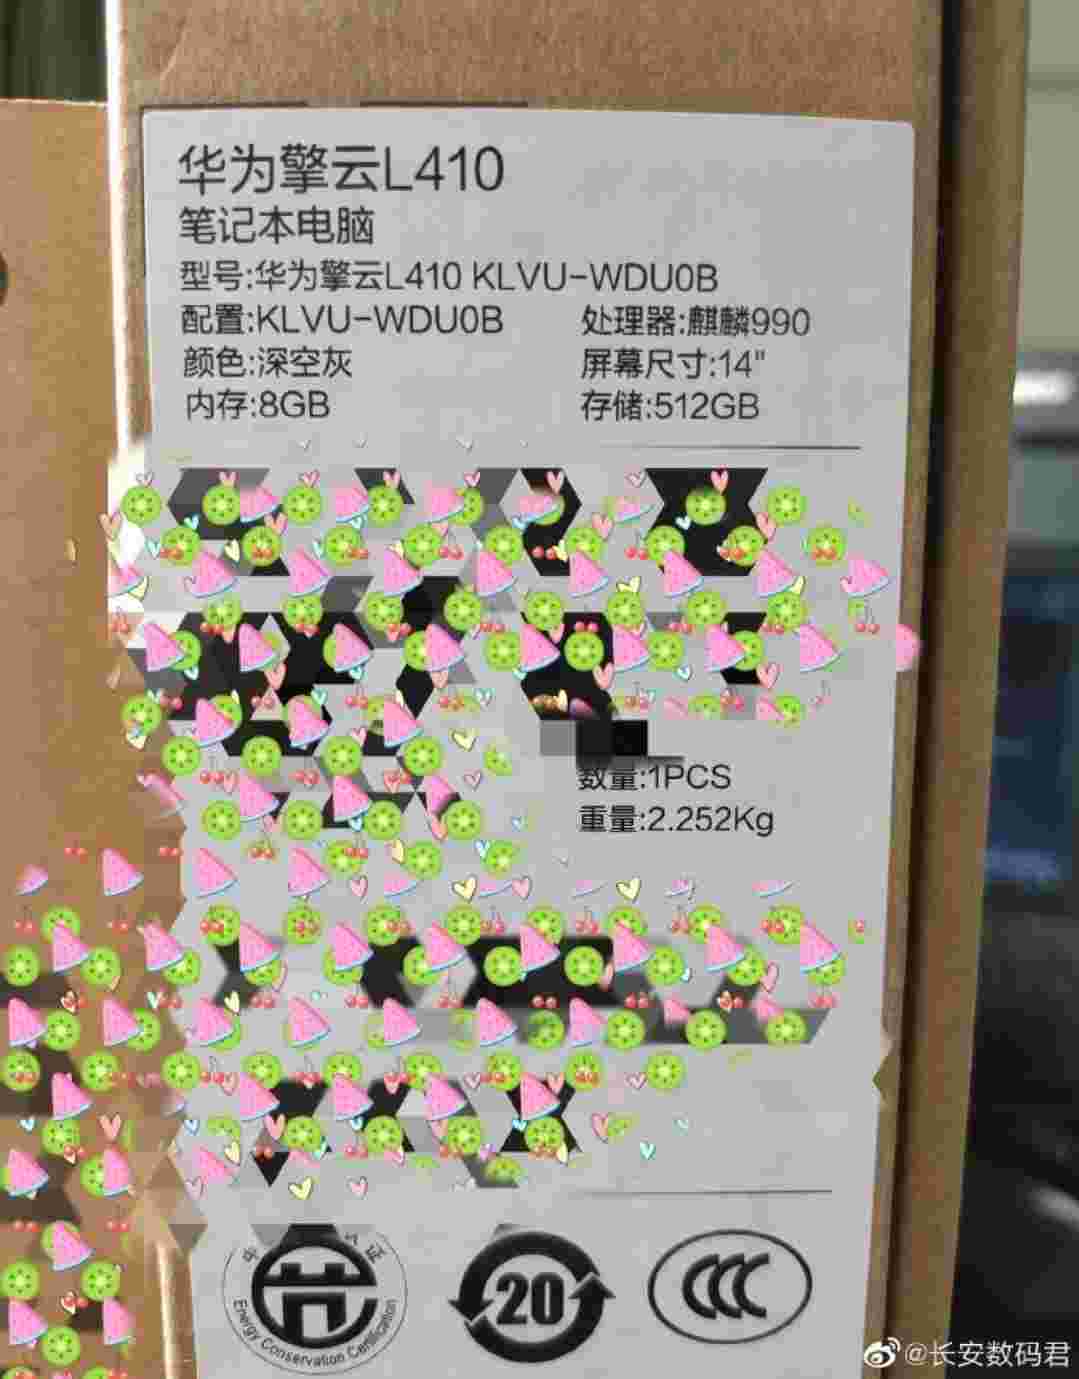 华为擎云L410
笔记本电脑
型号:华为擎云L410 KLVU-WDU0B
配置:KLVU-WDU0B 处理器:麒麟990
颜色:深空灰 屏幕尺寸:14"
内存:8GB 存储:512GB
数量:1PCS
重量:2.252Kg
Energy Conservation Certification
20
CCC
@长安数码君